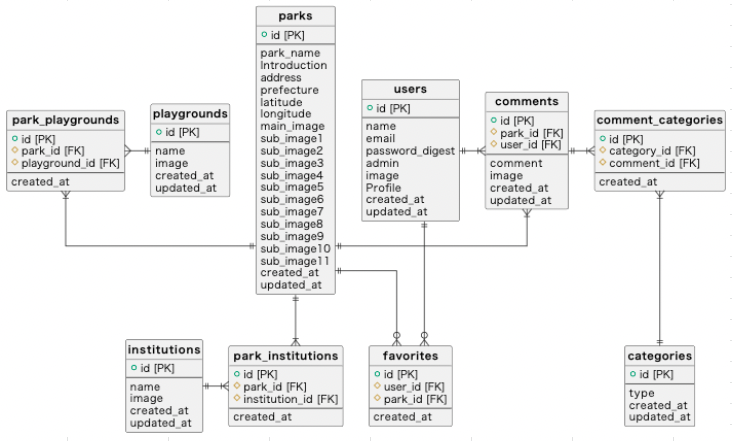 parks
id [PK]
park_name
Introduction
address
prefecture
latitude
longitude
main_image
sub_image1
sub_image2
sub_image3
sub_image4
sub_image5
sub_image6
sub_image7
sub_image8
sub_image9
sub_image10
sub_image11
created_at
updated_at
users
id [PK]
name
email
password_digest
admin
image
Profile
created_at
updated_at
comments
id [PK]
park_id [FK]
user_id [FK]
comment
image
created_at
updated_at
comment_categories
id [PK]
category_id [FK]
comment_id [FK]
created_at
park_playgrounds
id [PK]
park_id [FK]
playground_id [FK]
created_at
playgrounds
id [PK]
name
image
created_at
updated_at
institutions
id [PK]
name
image
created_at
updated_at
park_institutions
id [PK]
park_id [FK]
institution_id [FK]
created_at
favorites
id [PK]
user_id [FK]
park_id [FK]
created_at
categories
id [PK]
type
created_at
updated_at